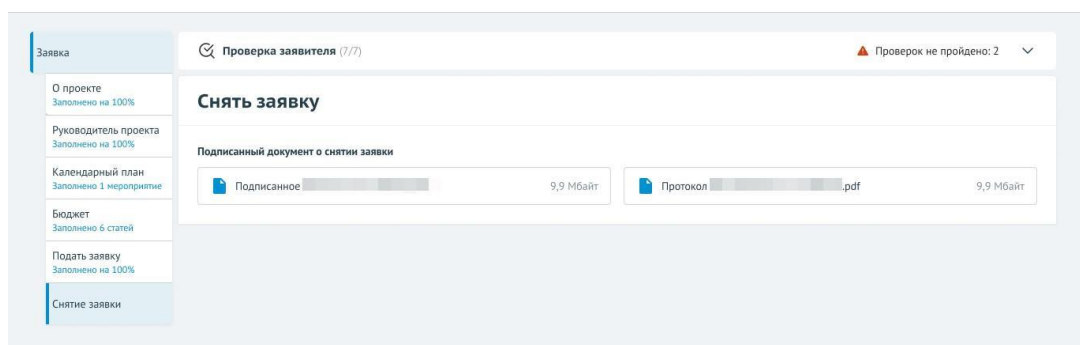 Заявка
О проекте
Заполнено на 100%
Руководитель проекта
Заполнено на 100%
Календарный план
Заполнено 1 мероприятие
Бюджет
Заполнено 6 статей
Подать заявку
Заполнено на 100%
Снятие заявки
Проверка заявителя (7/7)
Проверок не пройдено: 2
Снять заявку
Подписанный документ о снятии заявки
Подписанное
9,9 Мбайт
Протокол .pdf
9,9 Мбайт